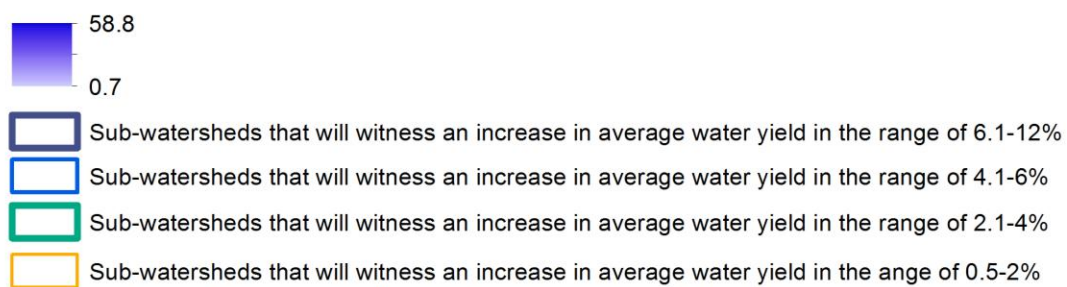 58.8
0.7
Sub-watersheds that will witness an increase in average water yield in the range of 6.1-12%
Sub-watersheds that will witness an increase in average water yield in the range of 4.1-6%
Sub-watersheds that will witness an increase in average water yield in the range of 2.1-4%
Sub-watersheds that will witness an increase in average water yield in the ange of 0.5-2%